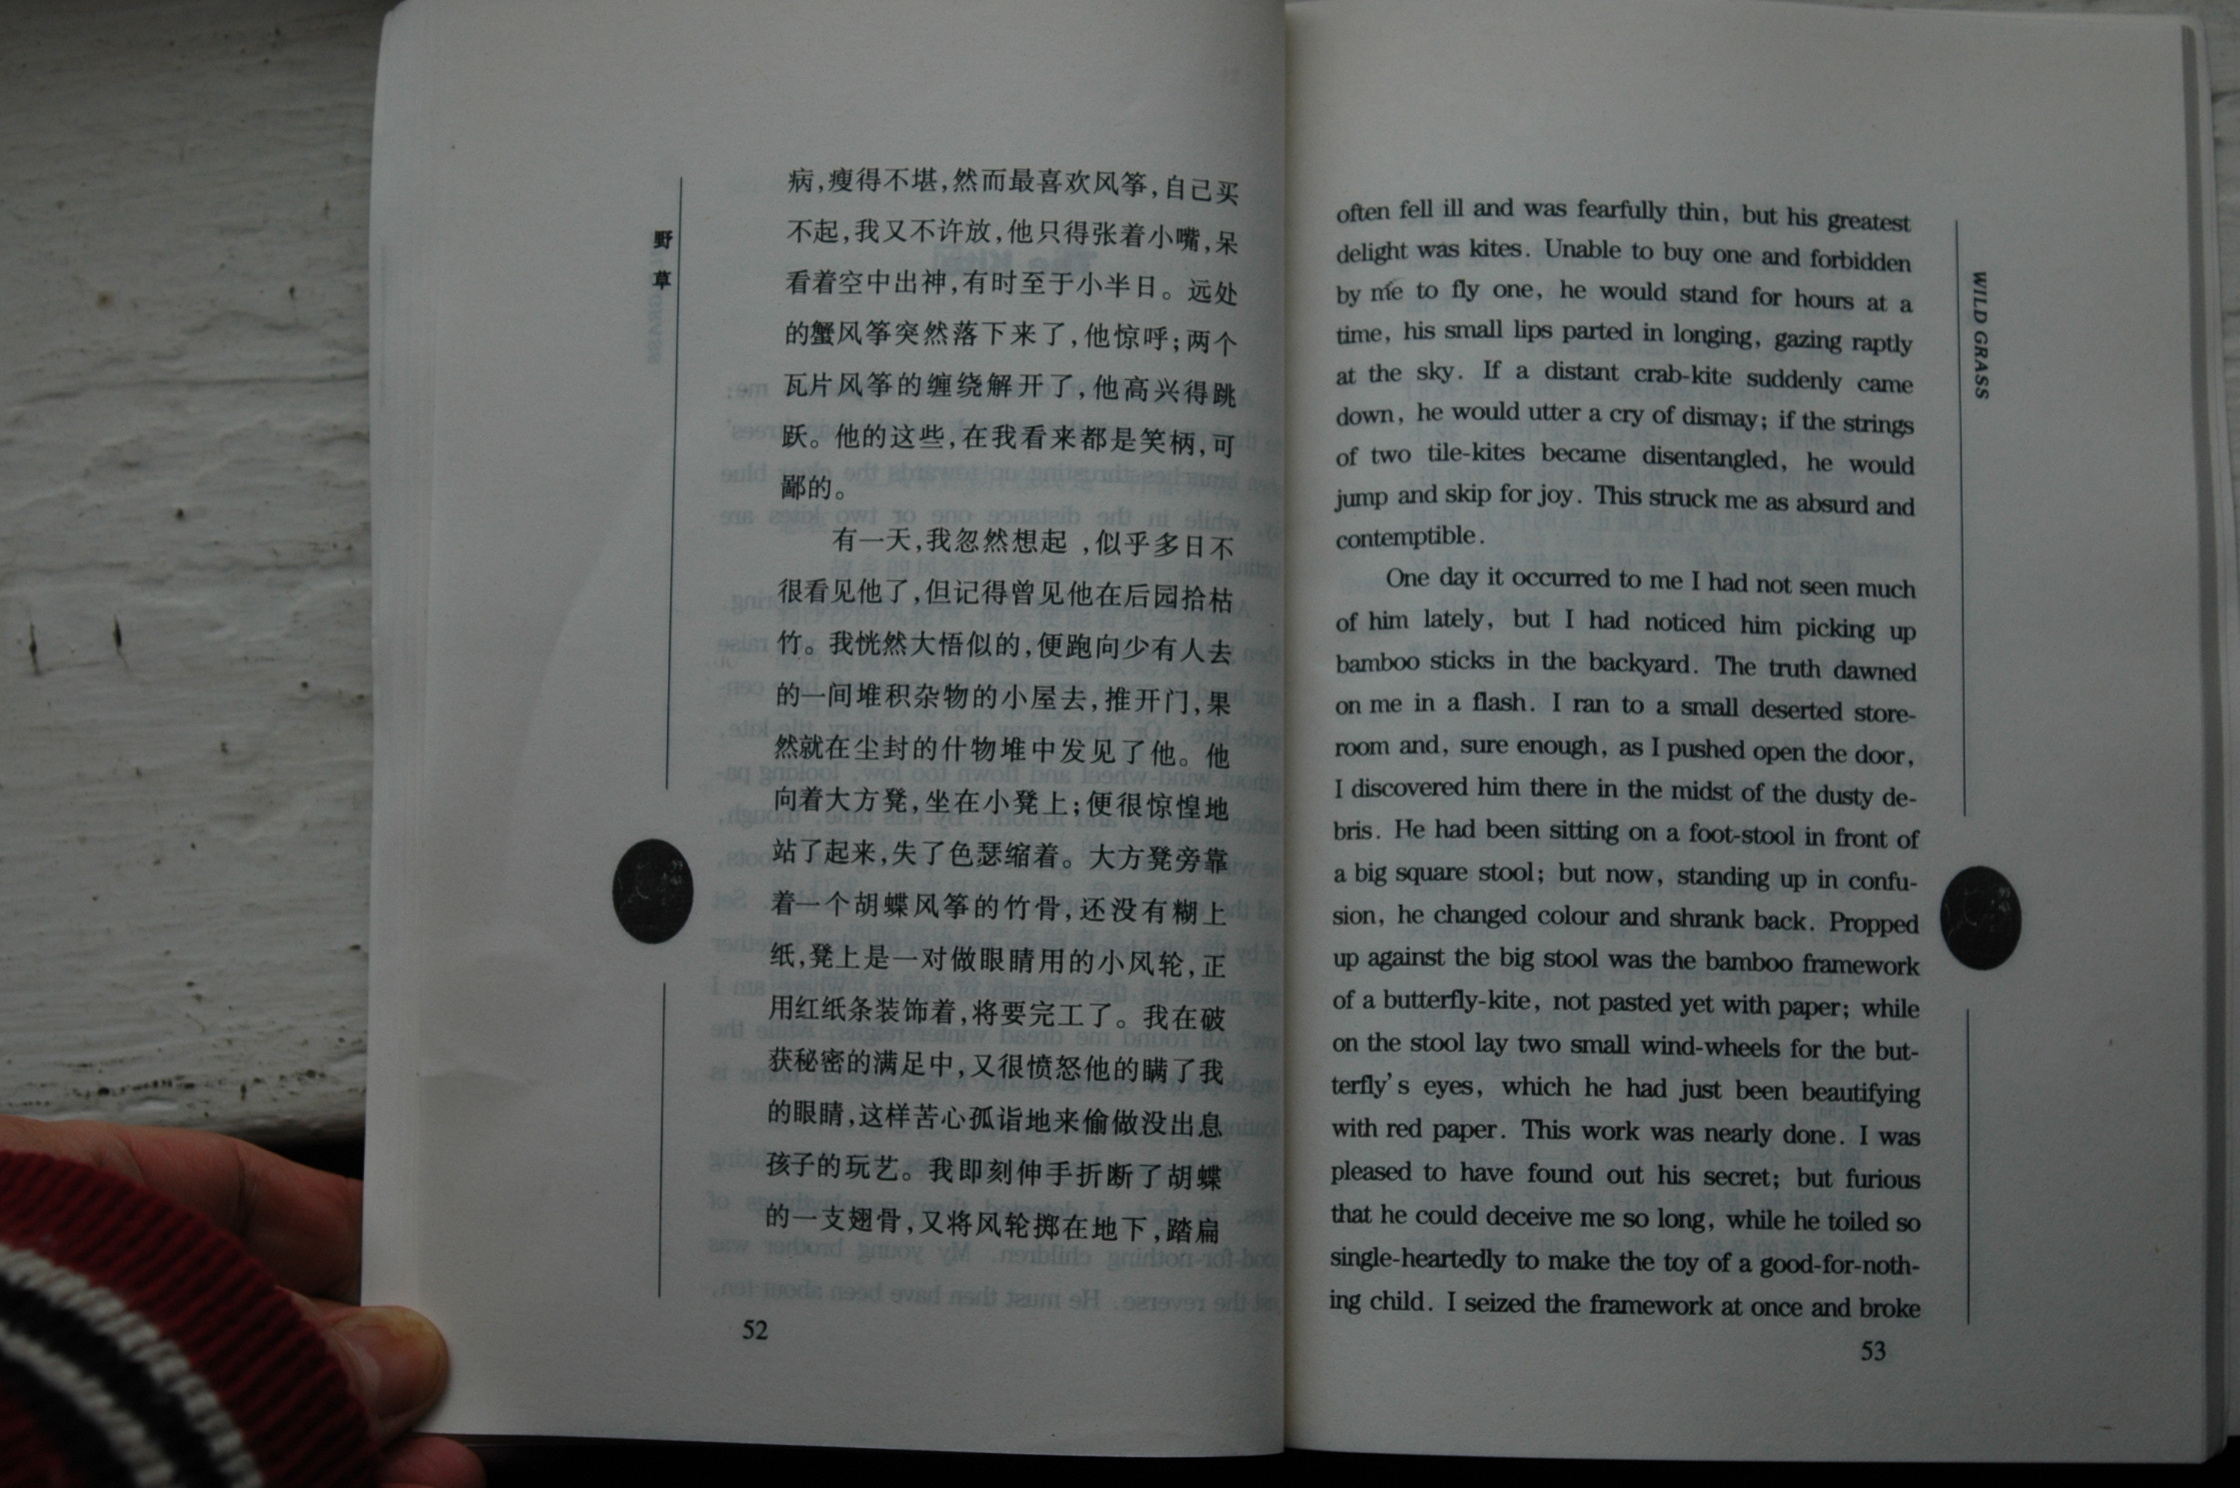 野草
病,瘦得不堪,然而最喜欢风筝,自己买
不起,我又不许放,他只得张着小嘴,呆
看着空中出神,有时至于小半日。远处
的蟹风筝突然落下来了,他惊呼;两个
瓦片风筝的缠绕解开了,他高兴得跳
跃。他的这些,在我看来都是笑柄,可
鄙的。
有一天,我忽然想起,似乎多日不
很看见他了,但记得曾见他在后园拾枯
竹。我恍然大悟似的,便跑向少有人去
的一间堆积杂物的小屋去,推开门,果
然就在尘封的什物堆中发见了他。他
向着大方凳,坐在小凳上;便很惊惶地
站了起来,失了色瑟缩着。大方凳旁靠
着一个胡蝶风筝的竹骨,还没有糊上
纸,凳上是一对做眼睛用的小风轮,正
用红纸条装饰着,将要完工了。我在破
获秘密的满足中,又很愤怒他的瞒了我
的眼睛,这样苦心孤诣地来偷做没出息
孩子的玩艺。我即刻伸手折断了胡蝶
的一支翅骨,又将风轮掷在地下,踏扁
52
WILD GRASS
often fell ill and was fearfully thin, but his greatest
delight was kites. Unable to buy one and forbidden
by me to fly one, he would stand for hours at a
time, his small lips parted in longing, gazing raptly
at the sky. If a distant crab-kite suddenly came
down, he would utter a cry of dismay; if the strings
of two tile-kites became disentangled, he would
jump and skip for joy. This struck me as absurd and
contemptible.
One day it occurred to me I had not seen much
of him lately, but I had noticed him picking up
bamboo sticks in the backyard. The truth dawned
on me in a flash. I ran to a small deserted store-
room and, sure enough, as I pushed open the door,
I discovered him there in the midst of the dusty de-
bris. He had been sitting on a foot-stool in front of
a big square stool; but now, standing up in confu-
sion, he changed colour and shrank back. Propped
up against the big stool was the bamboo framework
of a butterfly-kite, not pasted yet with paper; while
on the stool lay two small wind-wheels for the but-
terfly's eyes, which he had just been beautifying
with red paper. This work was nearly done. I was
pleased to have found out his secret; but furious
that he could deceive me so long, while he toiled so
single-heartedly to make the toy of a good-for-noth-
ing child. I seized the framework at once and broke
53